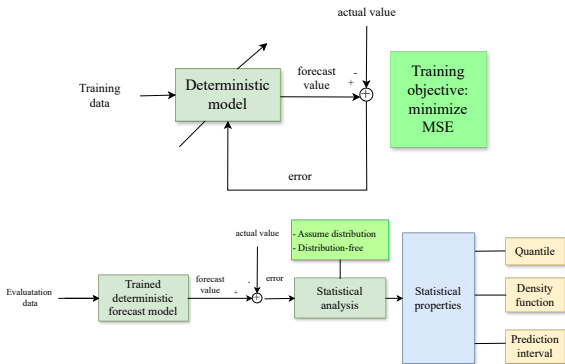 actual value
Training
data
Deterministic
model
forecast
value
-
+
Training
objective:
minimize
MSE
error
actual value
- Assume distribution
- Distribution-free
Evaluatation
data
Trained
deterministic
forecast model
forecast
value
-
+
error
Statistical
analysis
Statistical
properties
Quantile
Density
function
Prediction
interval